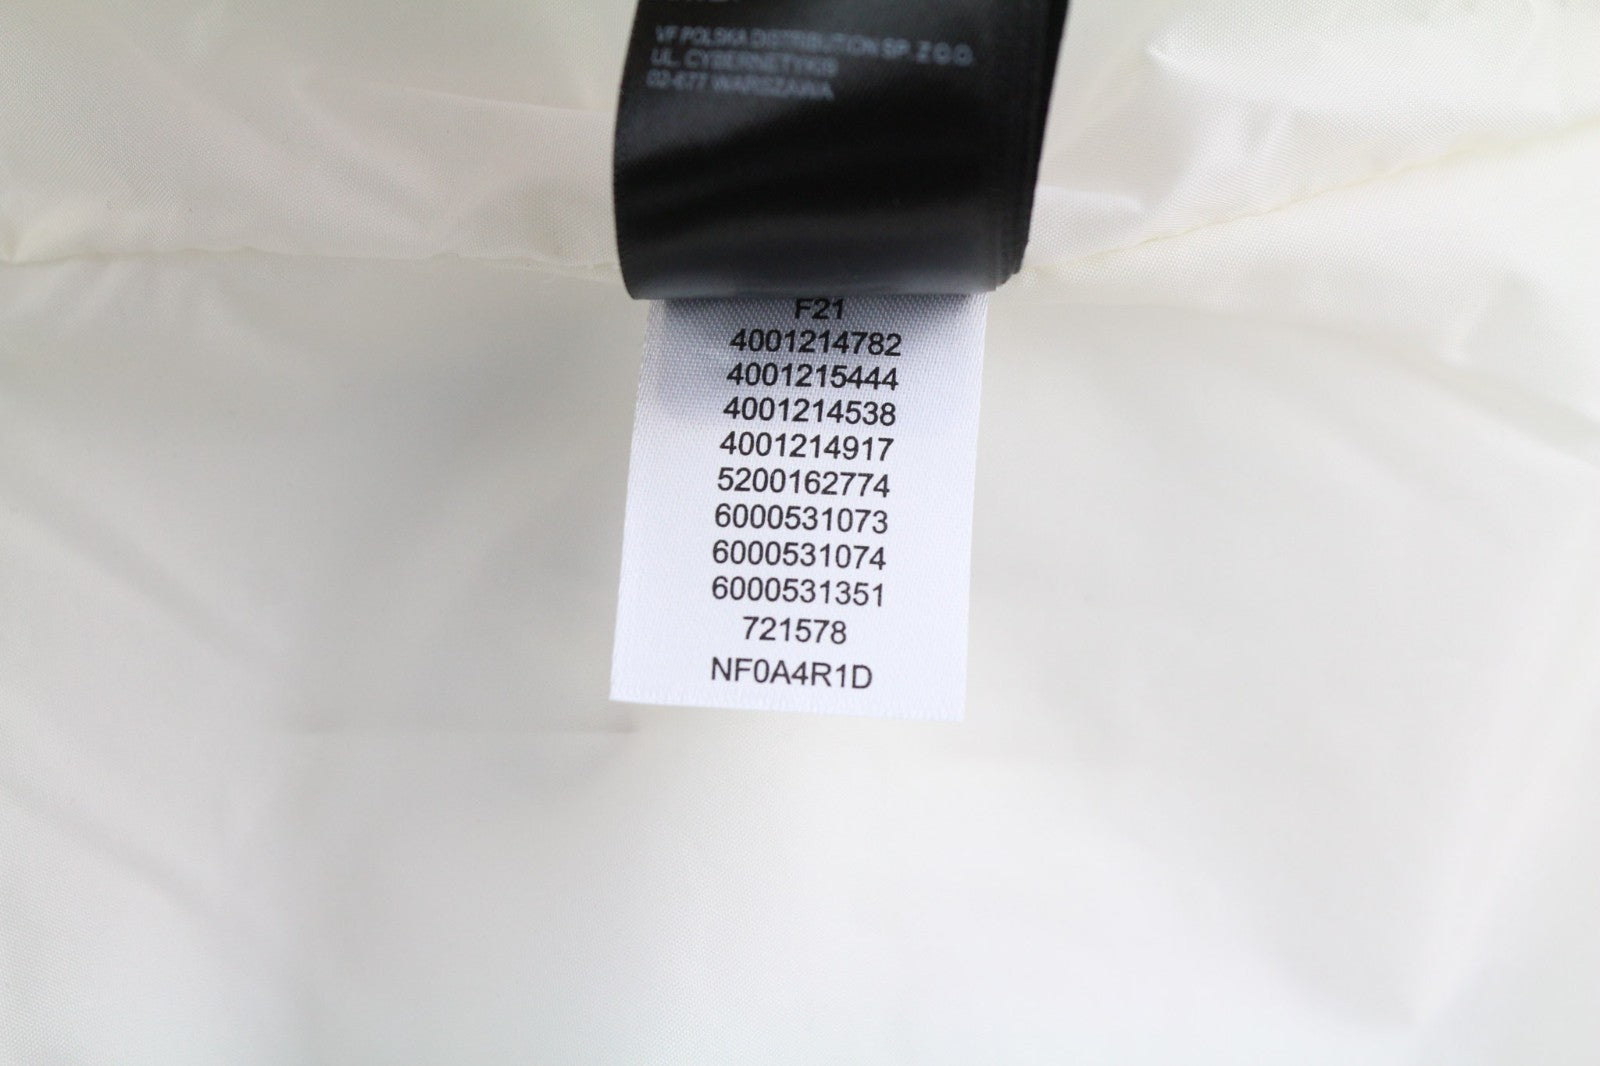 VF POLSKA DISTRIBUTION SP. Z O.O.
UL. CYBERNETYKI
02-677 WARSZAWA
F21
4001214782
4001215444
4001214538
4001214917
5200162774
6000531073
6000531074
6000531351
721578
NF0A4R1D